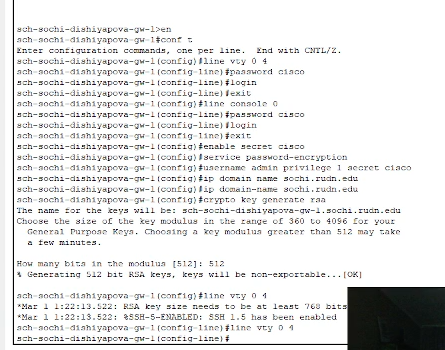 sch-sochi-dishiyapova-gw-1>en
sch-sochi-dishiyapova-gw-1#conf t
Enter configuration commands, one per line.  End with CNTL/Z.
sch-sochi-dishiyapova-gw-1(config)#line vty 0 4
sch-sochi-dishiyapova-gw-1(config-line)#password cisco
sch-sochi-dishiyapova-gw-1(config-line)#login
sch-sochi-dishiyapova-gw-1(config-line)#exit
sch-sochi-dishiyapova-gw-1(config)#line console 0
sch-sochi-dishiyapova-gw-1(config-line)#password cisco
sch-sochi-dishiyapova-gw-1(config-line)#login
sch-sochi-dishiyapova-gw-1(config-line)#exit
sch-sochi-dishiyapova-gw-1(config)#enable secret cisco
sch-sochi-dishiyapova-gw-1(config)#service password-encryption
sch-sochi-dishiyapova-gw-1(config)#username admin privilege 1 secret cisco
sch-sochi-dishiyapova-gw-1(config)#ip domain-name sochi.rudn.edu
sch-sochi-dishiyapova-gw-1(config)#ip domain-name sochi.rudn.edu
sch-sochi-dishiyapova-gw-1(config)#crypto key generate rsa
The name for the keys will be: sch-sochi-dishiyapova-gw-1.sochi.rudn.edu
Choose the size of the key modulus in the range of 360 to 4096 for your
  General Purpose Keys. Choosing a key modulus greater than 512 may take
  a few minutes.

How many bits in the modulus [512]: 512
% Generating 512 bit RSA keys, keys will be non-exportable...[OK]

sch-sochi-dishiyapova-gw-1(config)#line vty 0 4
*Mar 1 1:22:13.522: RSA key size needs to be at least 768 bits
*Mar 1 1:22:13.522: %SSH-5-ENABLED: SSH 1.5 has been enabled
sch-sochi-dishiyapova-gw-1(config-line)#line vty 0 4
sch-sochi-dishiyapova-gw-1(config-line)#